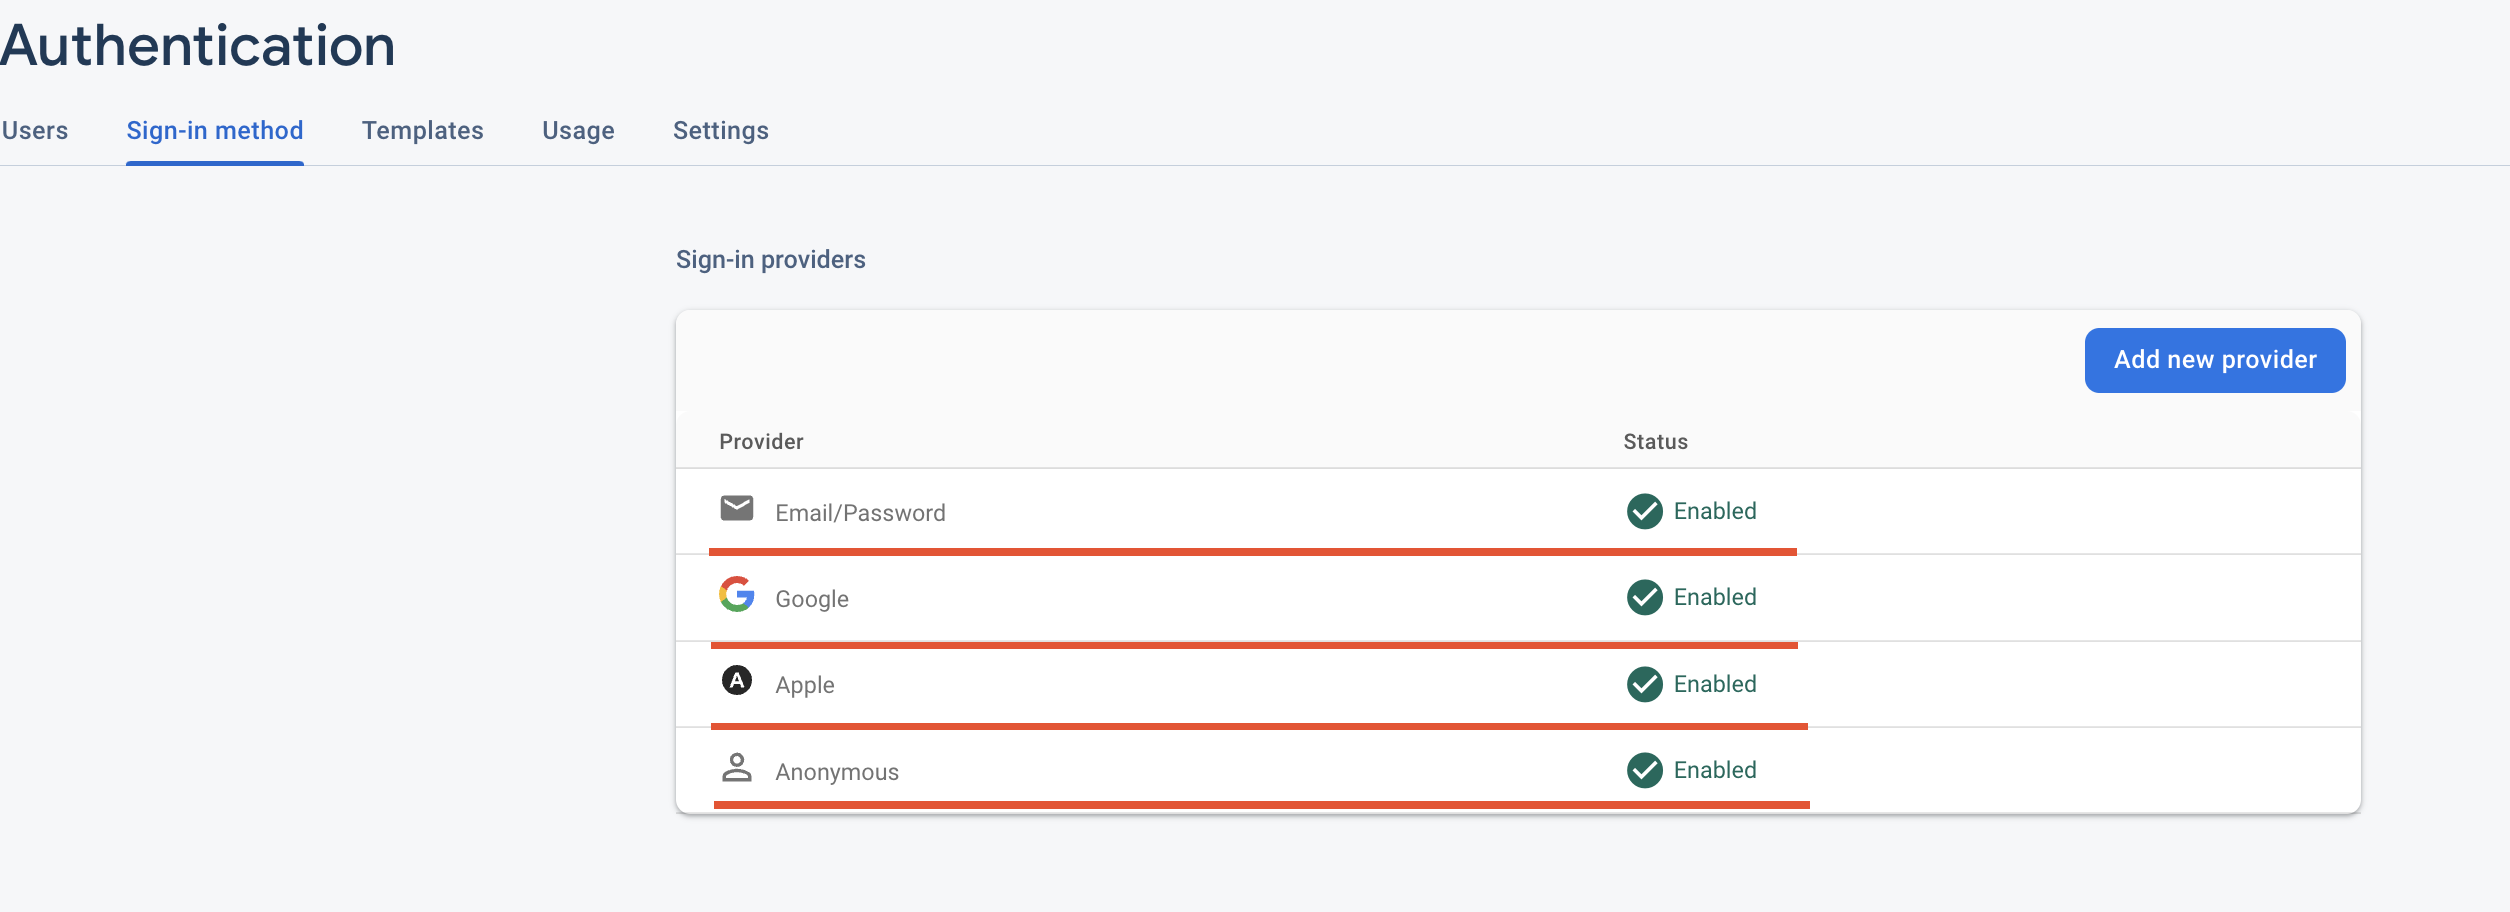 Authentication
Users Sign-in method Templates Usage Settings
Sign-in providers
Add new provider
Provider Status
Email/Password Enabled
Google Enabled
Apple Enabled
Anonymous Enabled